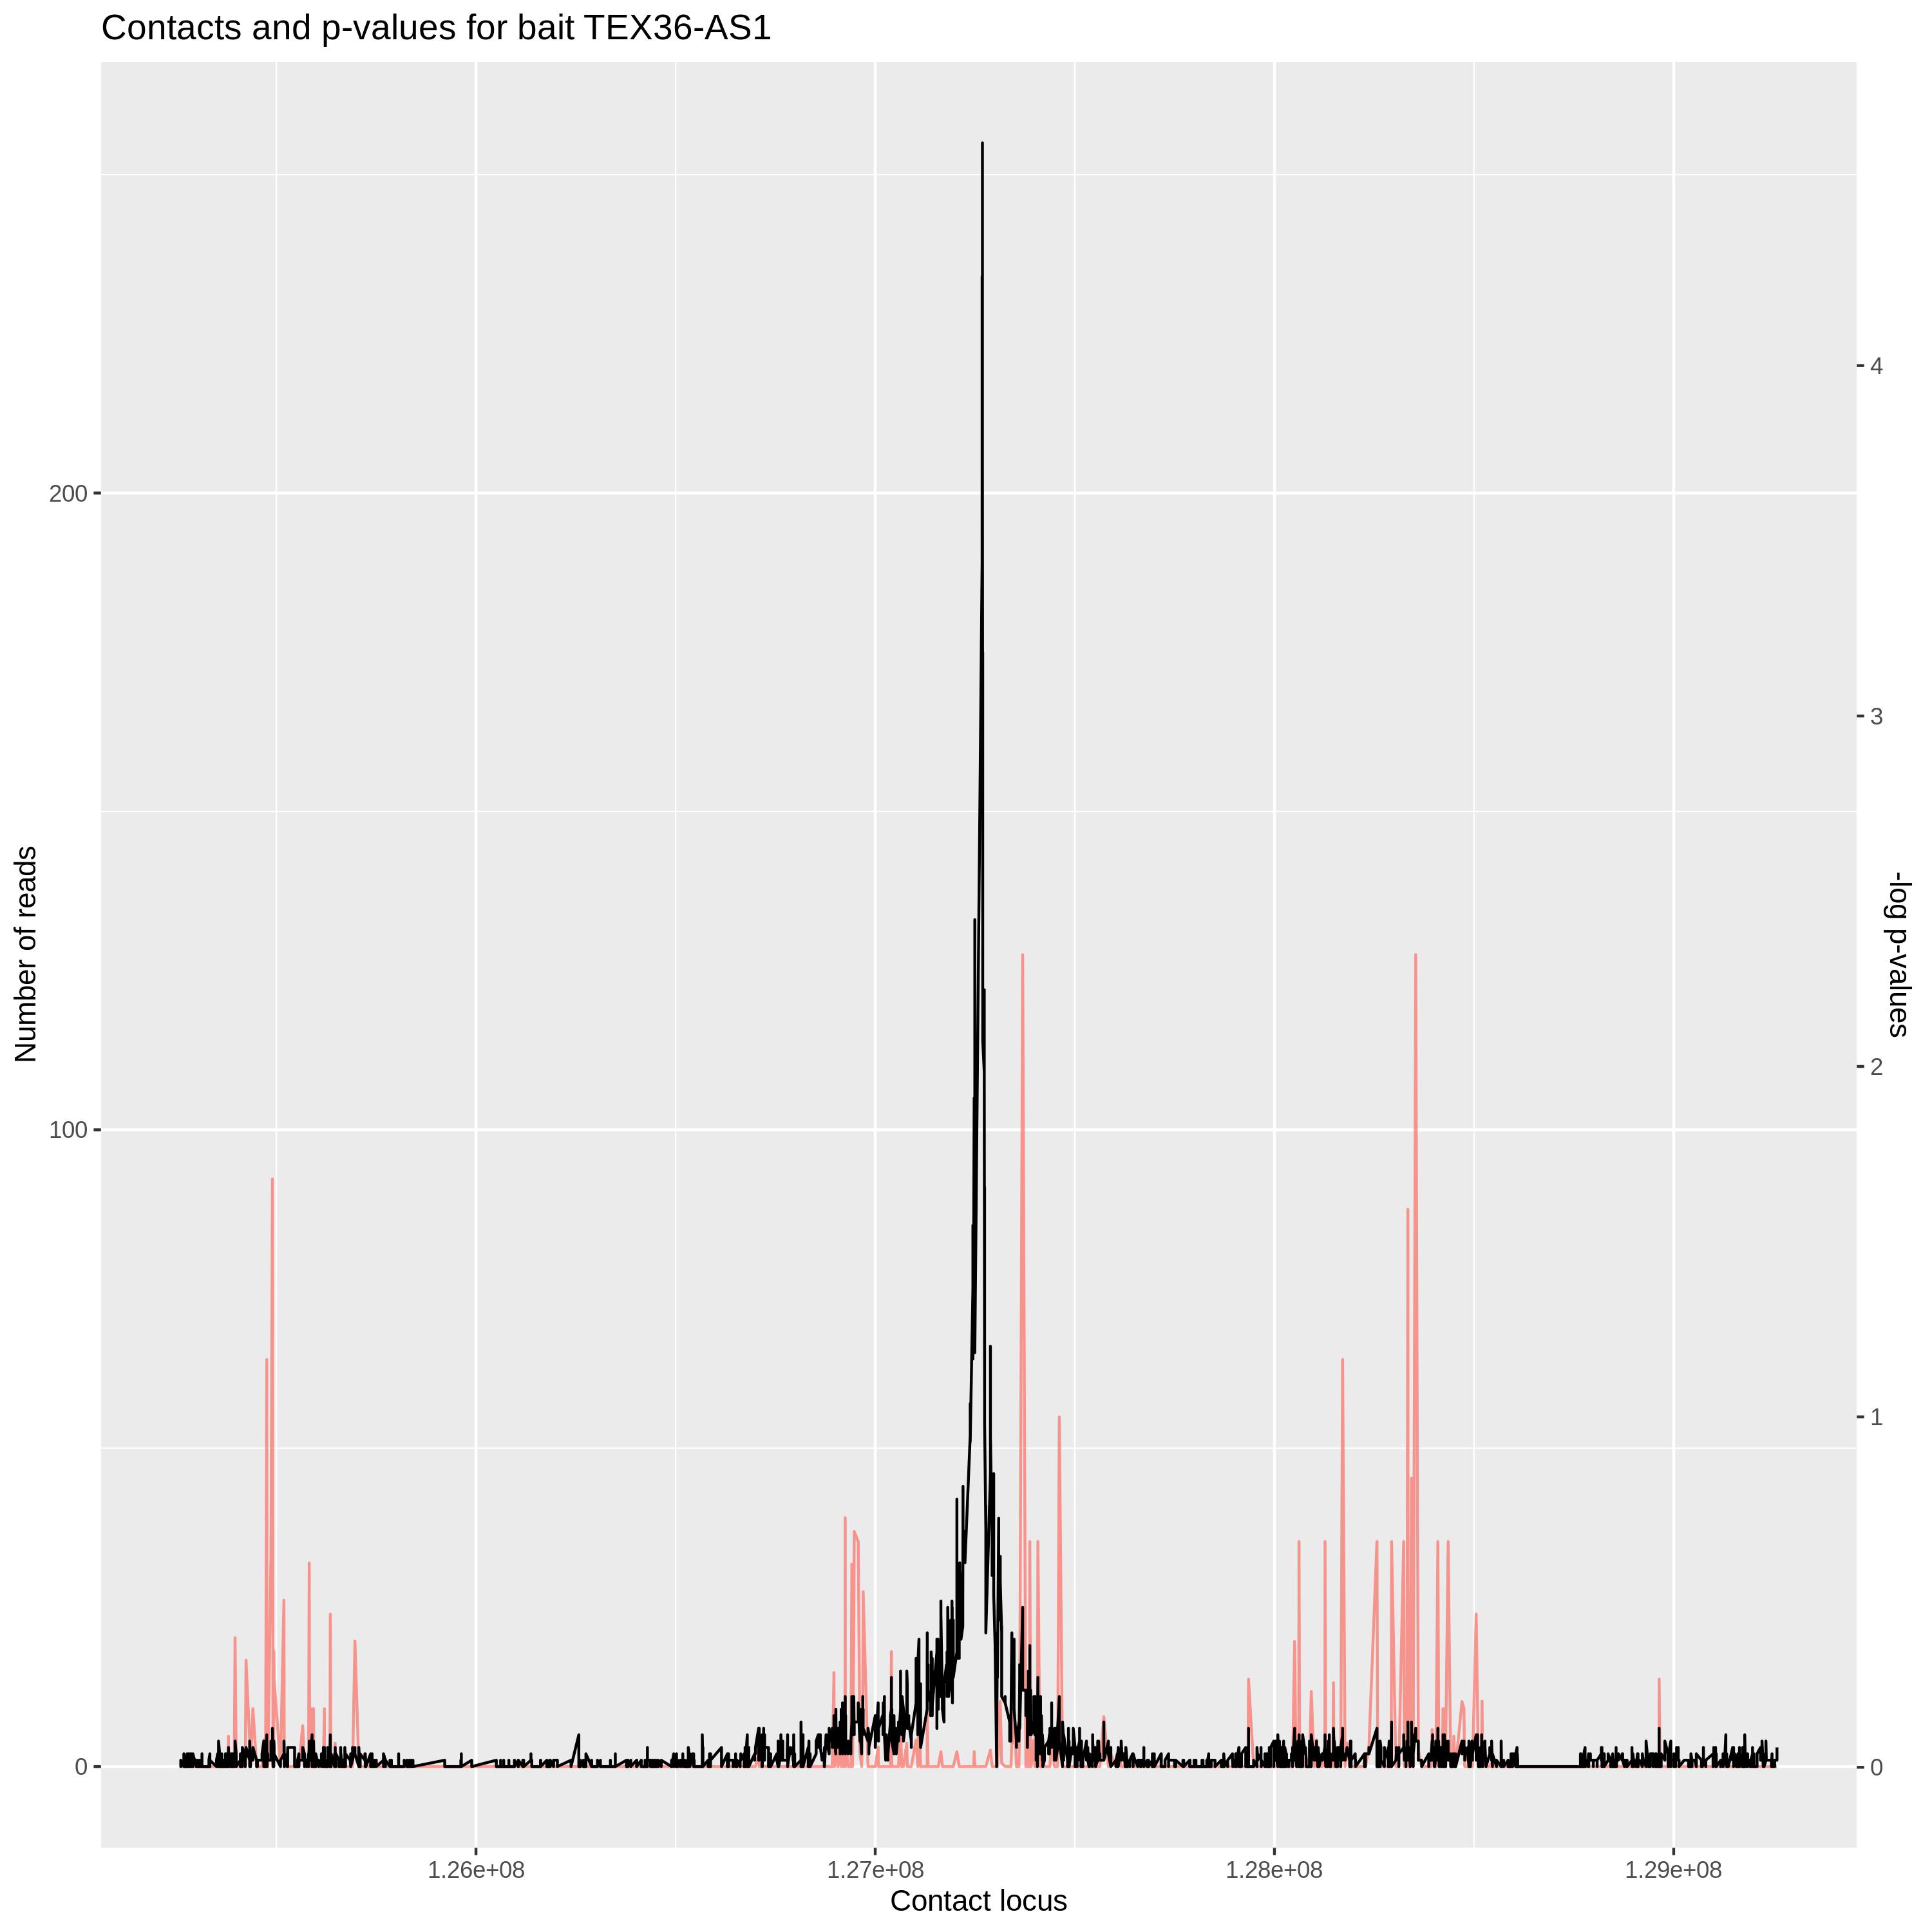 Contacts and p-values for bait TEX36-AS1
Number of reads
200
100
0
4
3
2
1
0
-log p-values
1.26e+08
1.27e+08
1.28e+08
1.29e+08
Contact locus